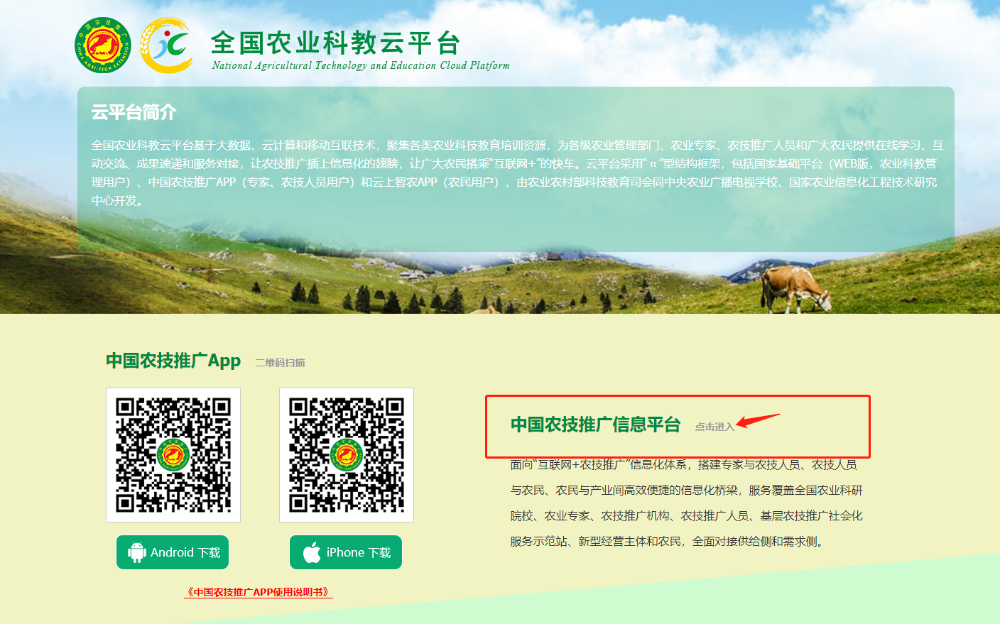 中国农技推广
CHINA AGRI-TECH EXTENSION
全国农业科教云平台
National Agricultural Technology and Education Cloud Platform
云平台简介
全国农业科教云平台基于大数据、云计算和移动互联技术，聚集各类农业科技教育培训资源，为各级农业管理部门、农业专家、农技推广人员和广大农民提供在线学习、互
动交流、成果速递和服务对接，让农技推广插上信息化的翅膀，让广大农民搭乘“互联网+”的快车。云平台采用“π”型结构框架，包括国家基础平台（WEB版，农业科教管
理用户）、中国农技推广APP（专家、农技人员用户）和云上智农APP（农民用户），由农业农村部科技教育司会同中央农业广播电视学校、国家农业信息化工程技术研究
中心开发。
中国农技推广App 二维码扫描
Android 下载
iPhone 下载
《中国农技推广APP使用说明书》
中国农技推广信息平台 点击进入
面向“互联网+农技推广”信息化体系，搭建专家与农技人员、农技人员
与农民、农民与产业间高效便捷的信息化桥梁，服务覆盖全国农业科研
院校、农业专家、农技推广机构、农技推广人员、基层农技推广社会化
服务示范站、新型经营主体和农民，全面对接供给侧和需求侧。